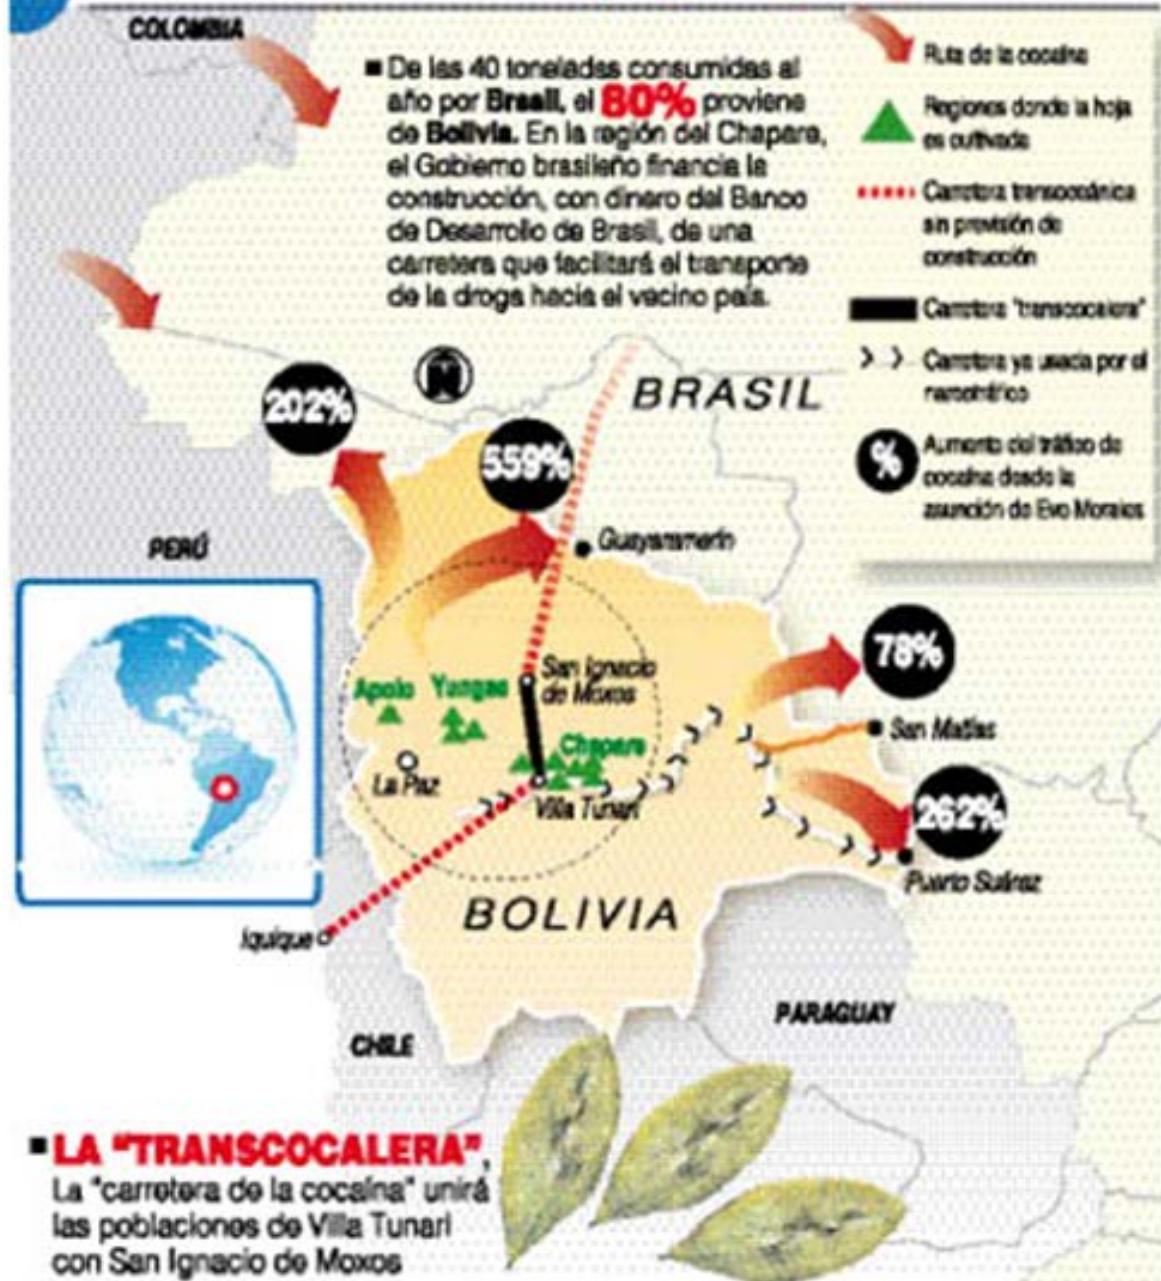 COLOMBIA
■ De las 40 toneladas consumidas al
año por Brasil, el 80% proviene
de Bolivia. En la región del Chapare,
el Gobierno brasileño financia la
construcción, con dinero del Banco
de Desarrollo de Brasil, de una
carretera que facilitará el transporte
de la droga hacia el vecino país.
Ruta de la cocaína
Regiones donde la hoja
es cultivada
Carretera transoceánica
sin previsión de
construcción
Carretera "transcocalera"
Carretera ya usada por el
narcotráfico
%
Aumento del tráfico de
cocaína desde la
asunción de Evo Morales
N
202%
559%
BRASIL
PERÚ
Guayaramerín
78%
San Ignacio
de Moxos
Apolo
Yungas
San Matías
Chapare
La Paz
Villa Tunari
262%
Puerto Suárez
BOLIVIA
Iquique
PARAGUAY
CHILE
■ LA "TRANSCOCALERA",
La "carretera de la cocaína" unirá
las poblaciones de Villa Tunari
con San Ignacio de Moxos